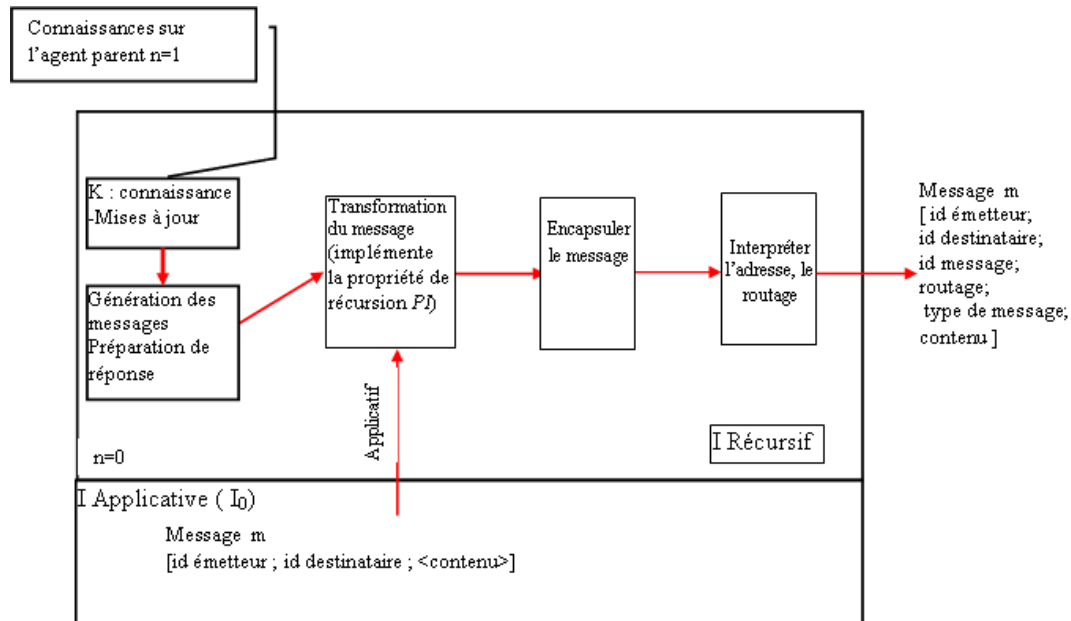 Connaissances sur
l'agent parent n=1
K : connaissance
-Mises à jour
Génération des
messages
Préparation de
réponse
Transformation
du message
(implémente
la propriété de
récursion PI)
Encapsuler
le message
Interpréter
l'adresse, le
routage
Message m
[ id émetteur;
id destinataire;
id message;
routage;
type de message;
contenu ]
Applicatif
n=0
I Récursif
I Applicative ( I₀)
Message m
[id émetteur ; id destinataire ; <contenu>]